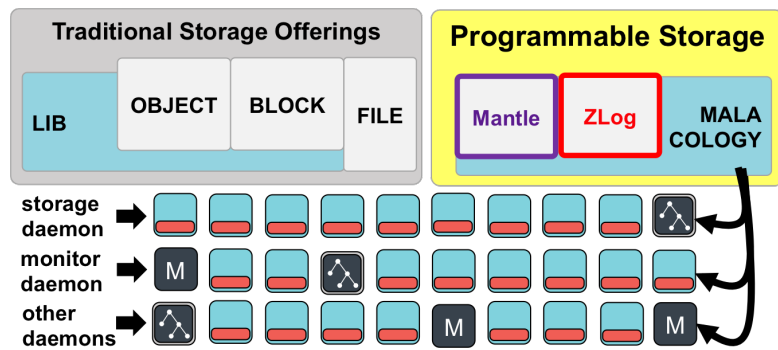 Traditional Storage Offerings
LIB
OBJECT
BLOCK
FILE
Programmable Storage
Mantle
ZLog
MALA
COLOGY
storage
daemon
monitor
daemon
M
other
daemons
M
M